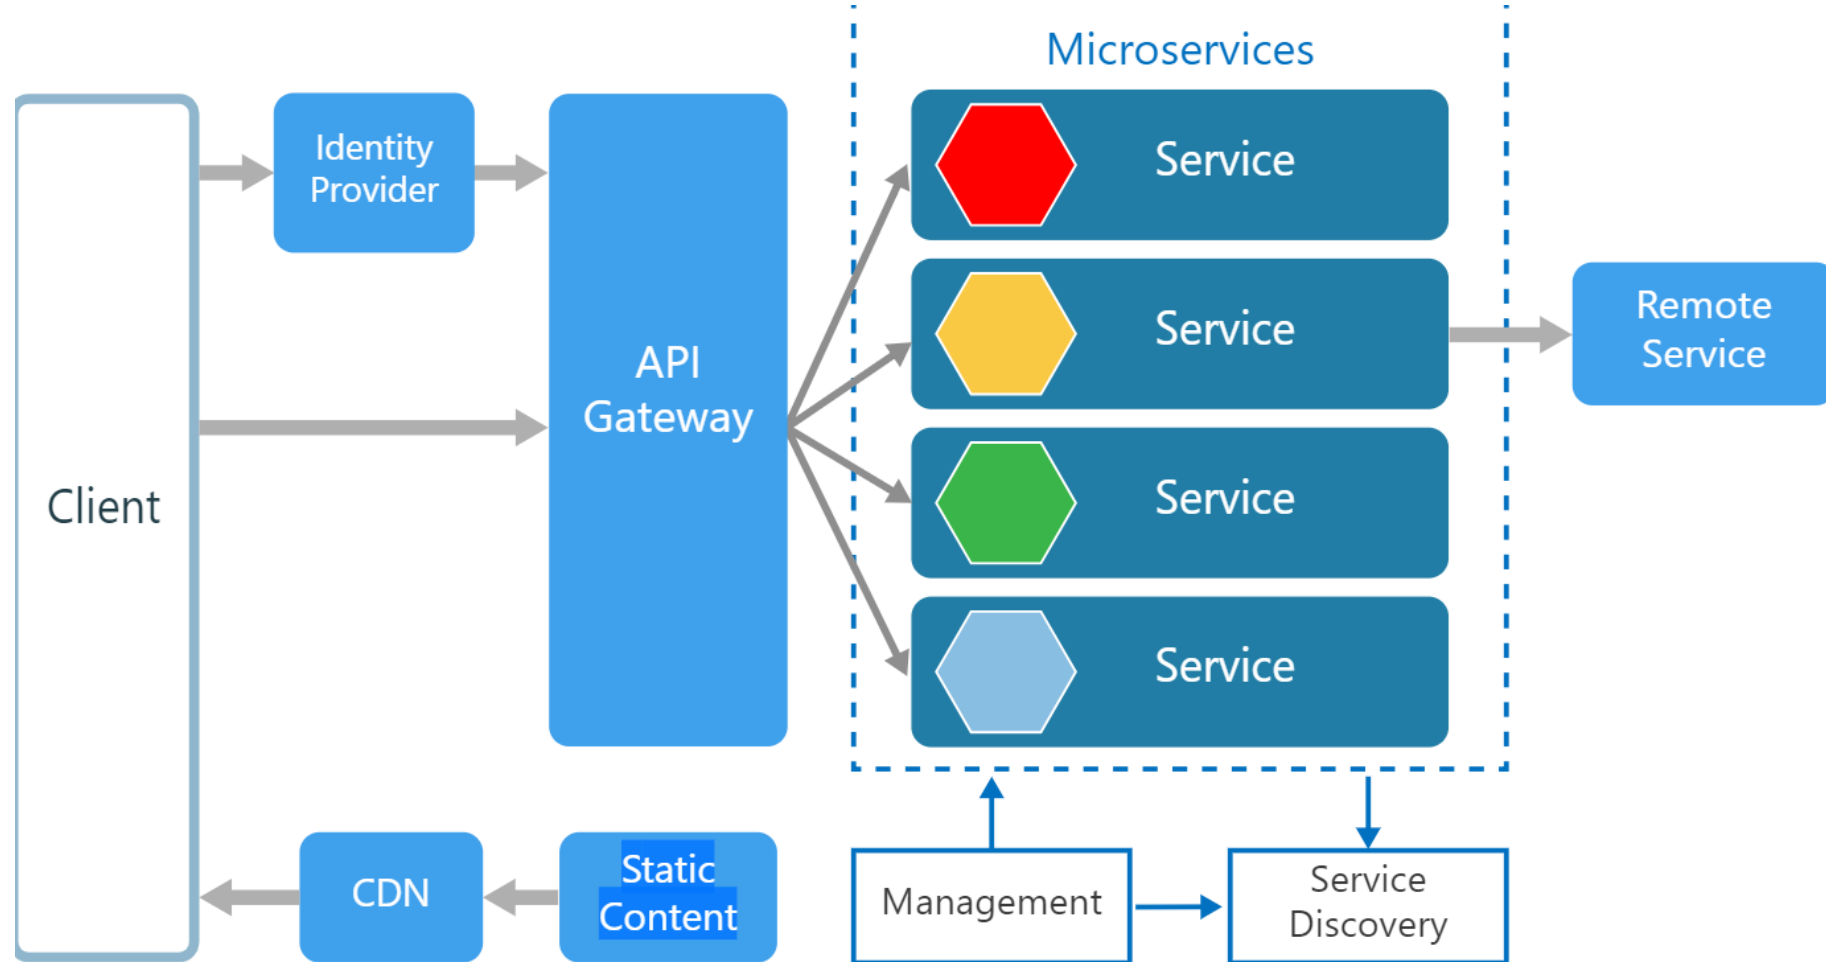 Microservices
Identity
Provider
Service
API
Gateway
Service
Remote
Service
Client
Service
Service
CDN
Static
Content
Management
Service
Discovery